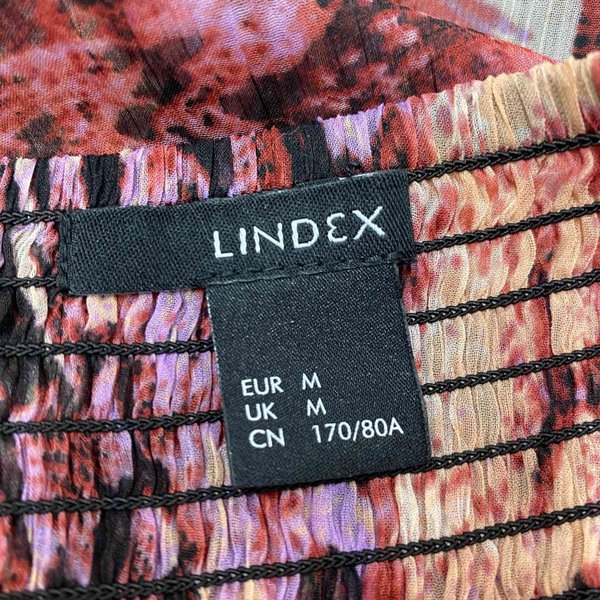 LINDEX
EUR M
UK M
CN 170/80A